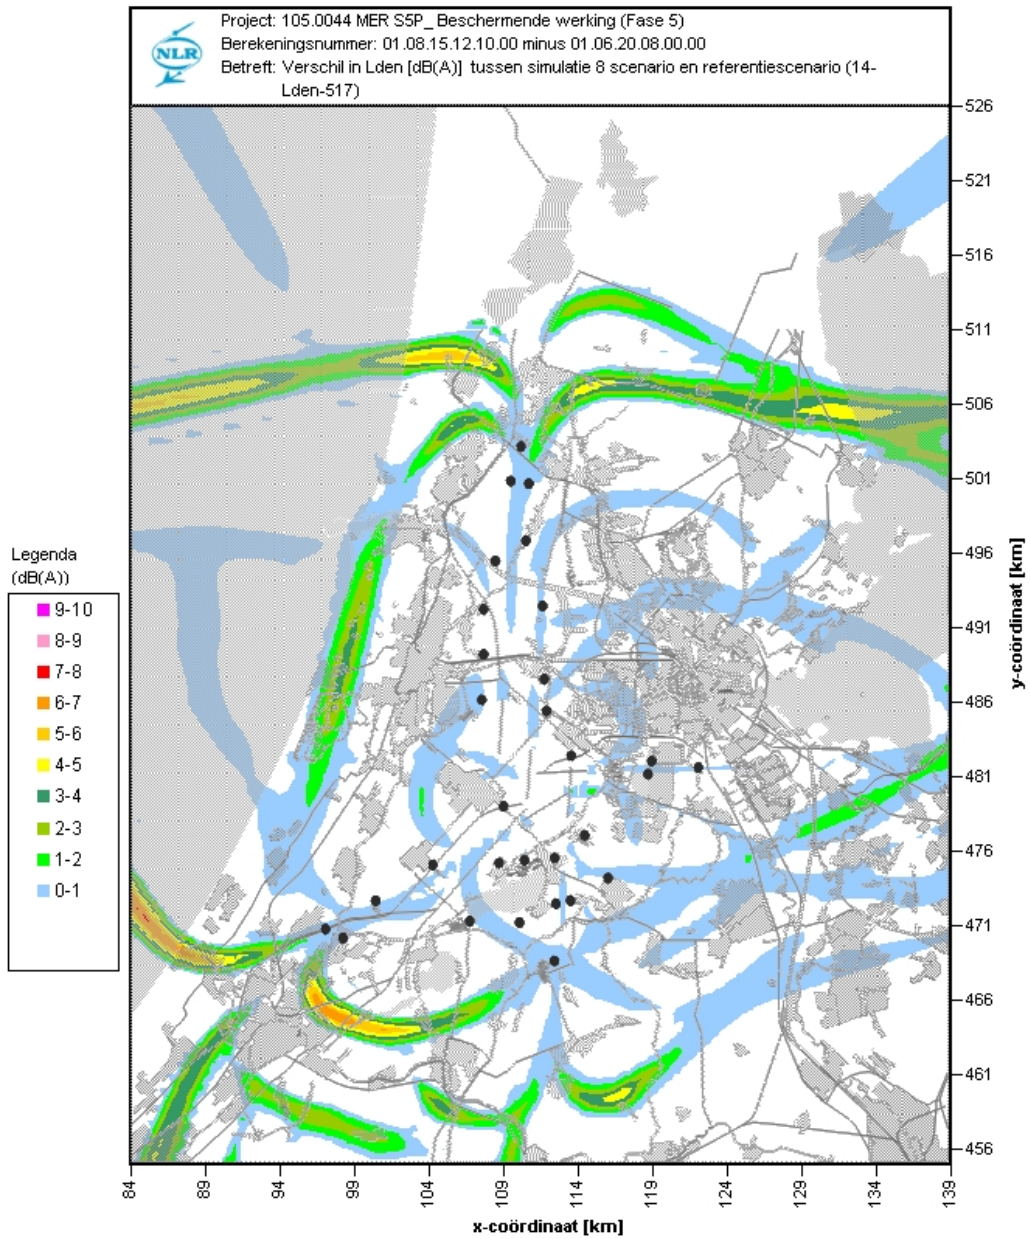 NLR
Project: 105.0044 MER S5P_ Beschermende werking (Fase 5)
Berekeningsnummer: 01.08.15.12.10.00 minus 01.06.20.08.00.00
Betreft: Verschil in Lden [dB(A)] tussen simulatie 8 scenario en referentiescenario (14-
Lden-517)
526
521
516
511
506
501
496
491
486
481
476
471
466
461
456
y-coördinaat [km]
Legenda
(dB(A))
9-10
8-9
7-8
6-7
5-6
4-5
3-4
2-3
1-2
0-1
84 89 94 99 104 109 114 119 124 129 134 139
x-coördinaat [km]